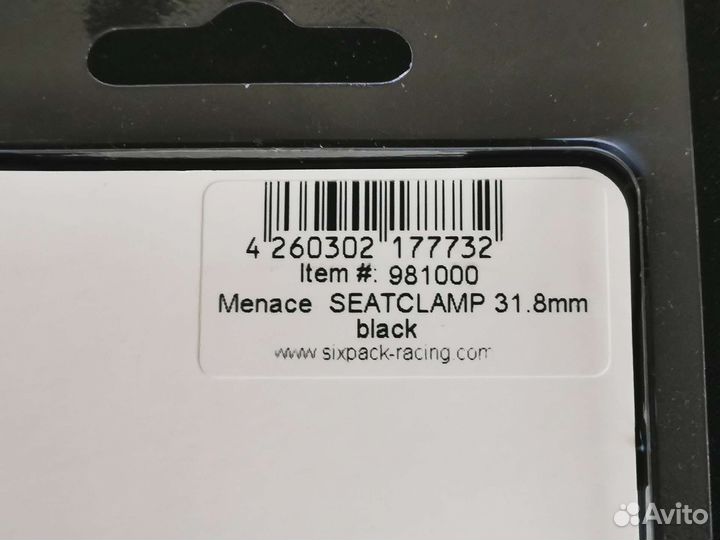 4 260302 177732
Item #: 981000
Menace SEATCLAMP 31.8mm
black
www.sixpack-racing.com
Avito